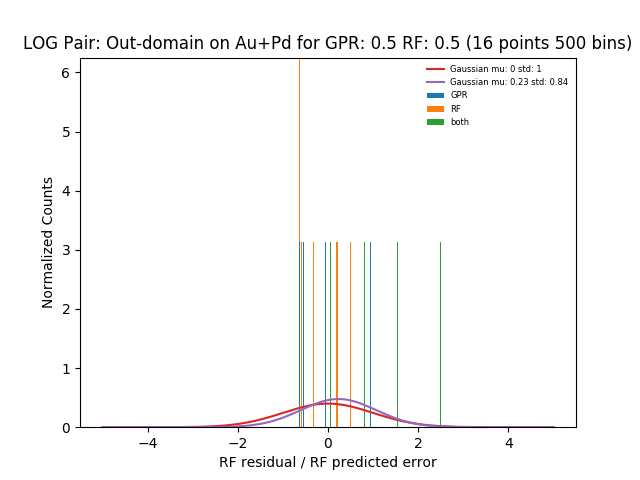 LOG Pair: Out-domain on Au+Pd for GPR: 0.5 RF: 0.5 (16 points 500 bins)
Gaussian mu: 0 std: 1
Gaussian mu: 0.23 std: 0.84
GPR
RF
both
Normalized Counts
6
5
4
3
2
1
0
−4 −2 0 2 4
RF residual / RF predicted error